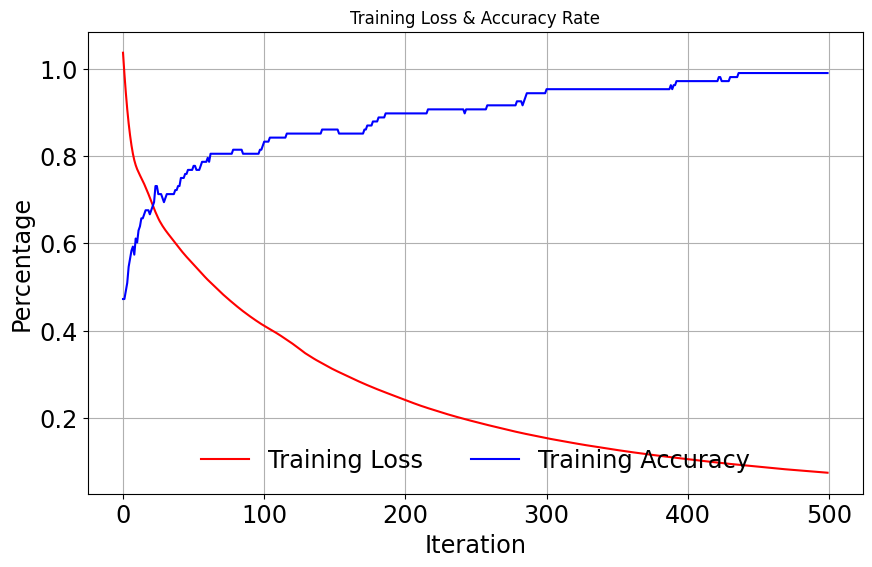 Training Loss & Accuracy Rate
1.0
0.8
0.6
0.4
0.2
Percentage
Training Loss
Training Accuracy
0
100
200
300
400
500
Iteration